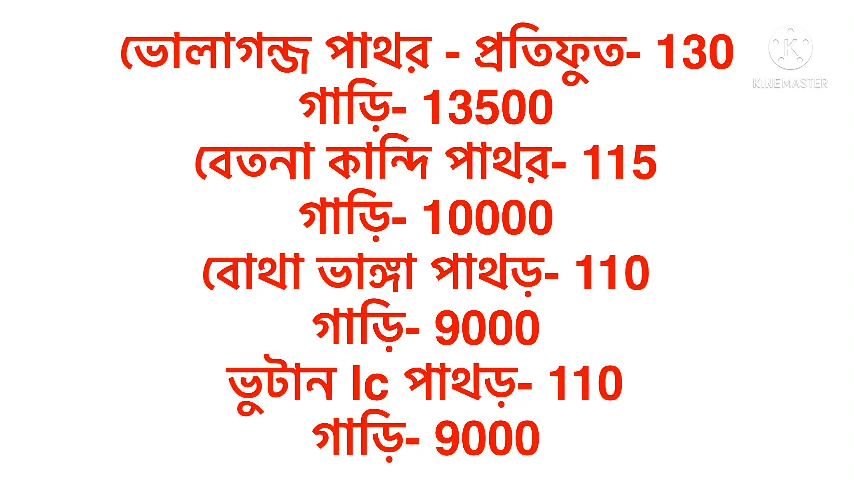 ভোলাগন্জ পাথর - প্রতিফুত- 130
গাড়ি- 13500
বেতনা কান্দি পাথর- 115
গাড়ি- 10000
বোথা ভাঙ্গা পাথড়- 110
গাড়ি- 9000
ভুটান lc পাথড়- 110
গাড়ি- 9000
K
KINEMASTER